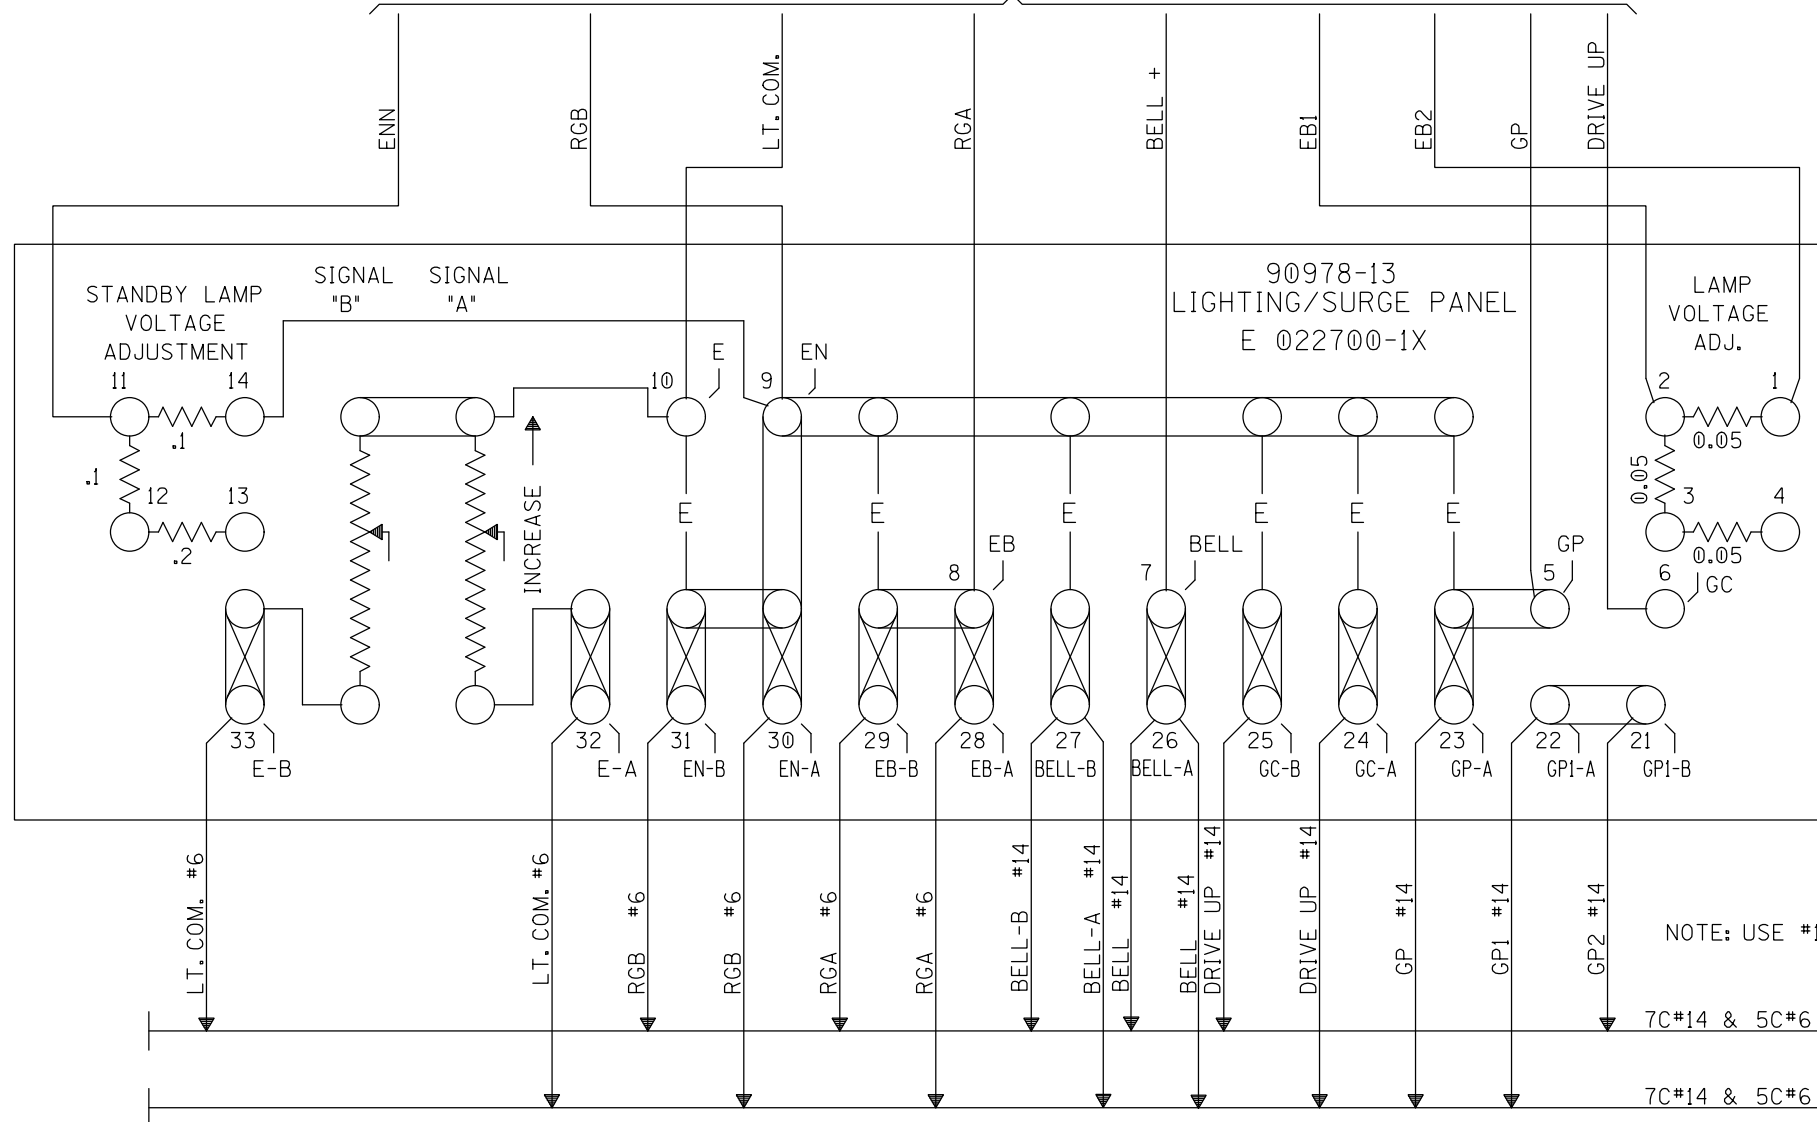 ENN
RGB
LT. COM.
RGA
BELL +
EB1
EB2
GP
DRIVE UP
STANDBY LAMP
VOLTAGE
ADJUSTMENT
SIGNAL
"B"
SIGNAL
"A"
90978-13
LIGHTING/SURGE PANEL
E 022700-1X
LAMP
VOLTAGE
ADJ.
11
14
10
E
9
EN
2
1
.1
0.05
.1
12
13
.2
INCREASE
E
E
E
E
E
E
0.05
3
4
0.05
8
EB
7
BELL
5
GP
6
GC
33
E-B
32
E-A
31
EN-B
30
EN-A
29
EB-B
28
EB-A
27
BELL-B
26
BELL-A
25
GC-B
24
GC-A
23
GP-A
22
GP1-A
21
GP1-B
LT. COM. #6
LT. COM. #6
RGB #6
RGB #6
RGA #6
RGA #6
BELL-B #14
BELL-A #14
BELL #14
BELL #14
DRIVE UP #14
DRIVE UP #14
GP #14
GP1 #14
GP2 #14
NOTE: USE #1
7C#14 & 5C#6
7C#14 & 5C#6